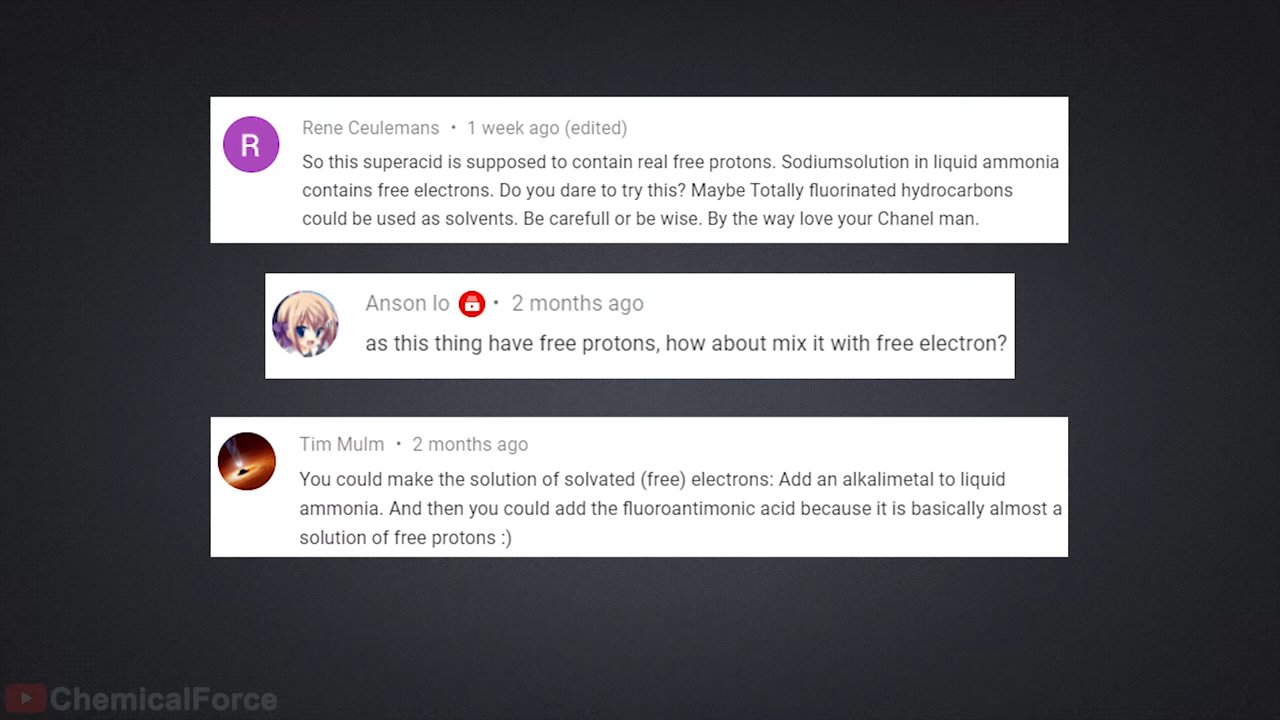 R
Rene Ceulemans • 1 week ago (edited)
So this superacid is supposed to contain real free protons. Sodiumsolution in liquid ammonia
contains free electrons. Do you dare to try this? Maybe Totally fluorinated hydrocarbons
could be used as solvents. Be carefull or be wise. By the way love your Chanel man.
Anson lo • 2 months ago
as this thing have free protons, how about mix it with free electron?
Tim Mulm • 2 months ago
You could make the solution of solvated (free) electrons: Add an alkalimetal to liquid
ammonia. And then you could add the fluoroantimonic acid because it is basically almost a
solution of free protons :)
ChemicalForce